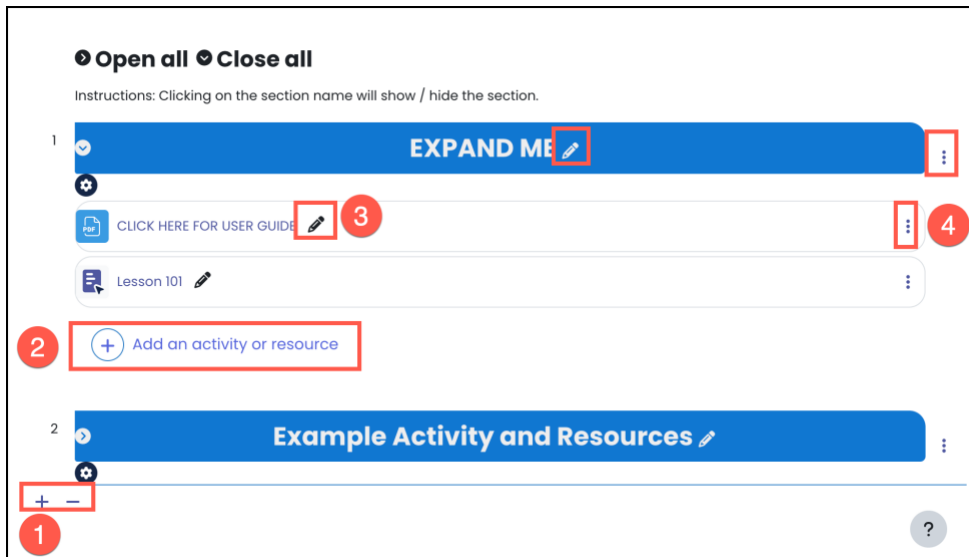 Open all Close all
Instructions: Clicking on the section name will show / hide the section.
1
EXPAND ME
PDF
CLICK HERE FOR USER GUIDE
3
4
Lesson 101
2
+ Add an activity or resource
2
Example Activity and Resources
+ −
1
?